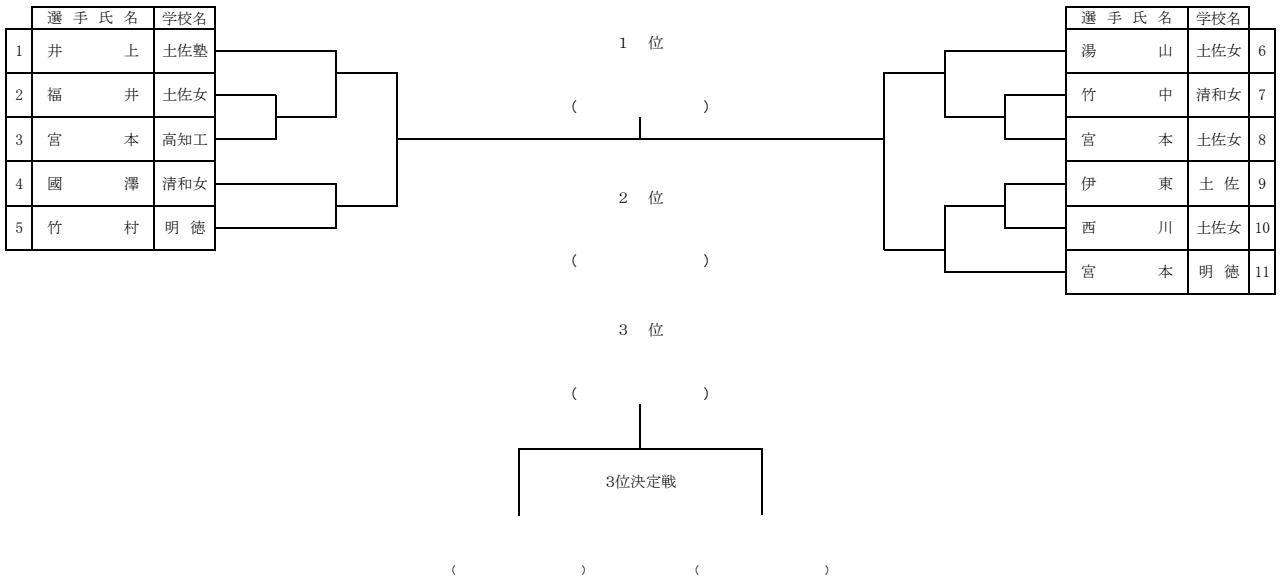 選手氏名 学校名
1 井上 土佐塾
2 福井 土佐女
3 宮本 高知工
4 國澤 清和女
5 竹村 明徳
1 位
( )
2 位
( )
3 位
( )
3位決定戦
( ) ( )
選手氏名 学校名
湯山 土佐女 6
竹中 清和女 7
宮本 土佐女 8
伊東 土佐 9
西川 土佐女 10
宮本 明徳 11